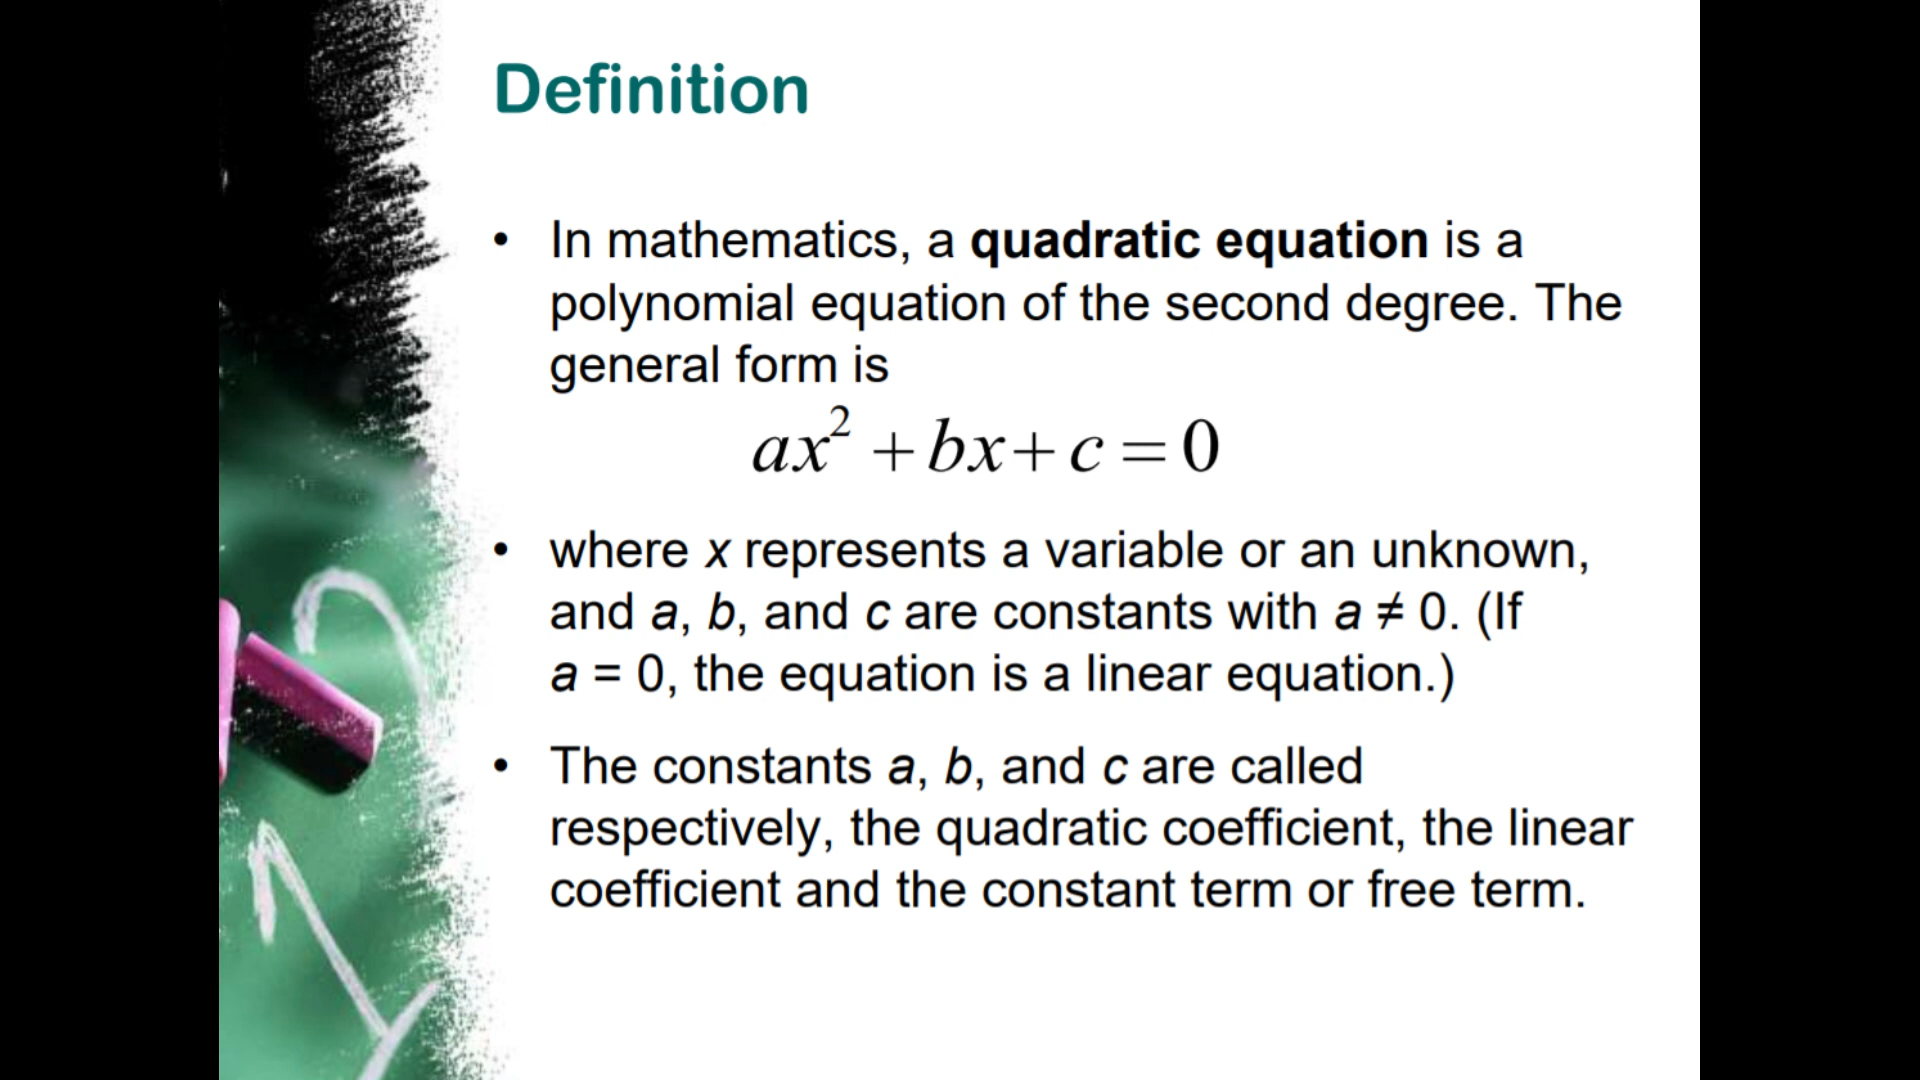 Definition
• In mathematics, a quadratic equation is a
polynomial equation of the second degree. The
general form is
ax² + bx + c = 0
• where x represents a variable or an unknown,
and a, b, and c are constants with a ≠ 0. (If
a = 0, the equation is a linear equation.)
• The constants a, b, and c are called
respectively, the quadratic coefficient, the linear
coefficient and the constant term or free term.